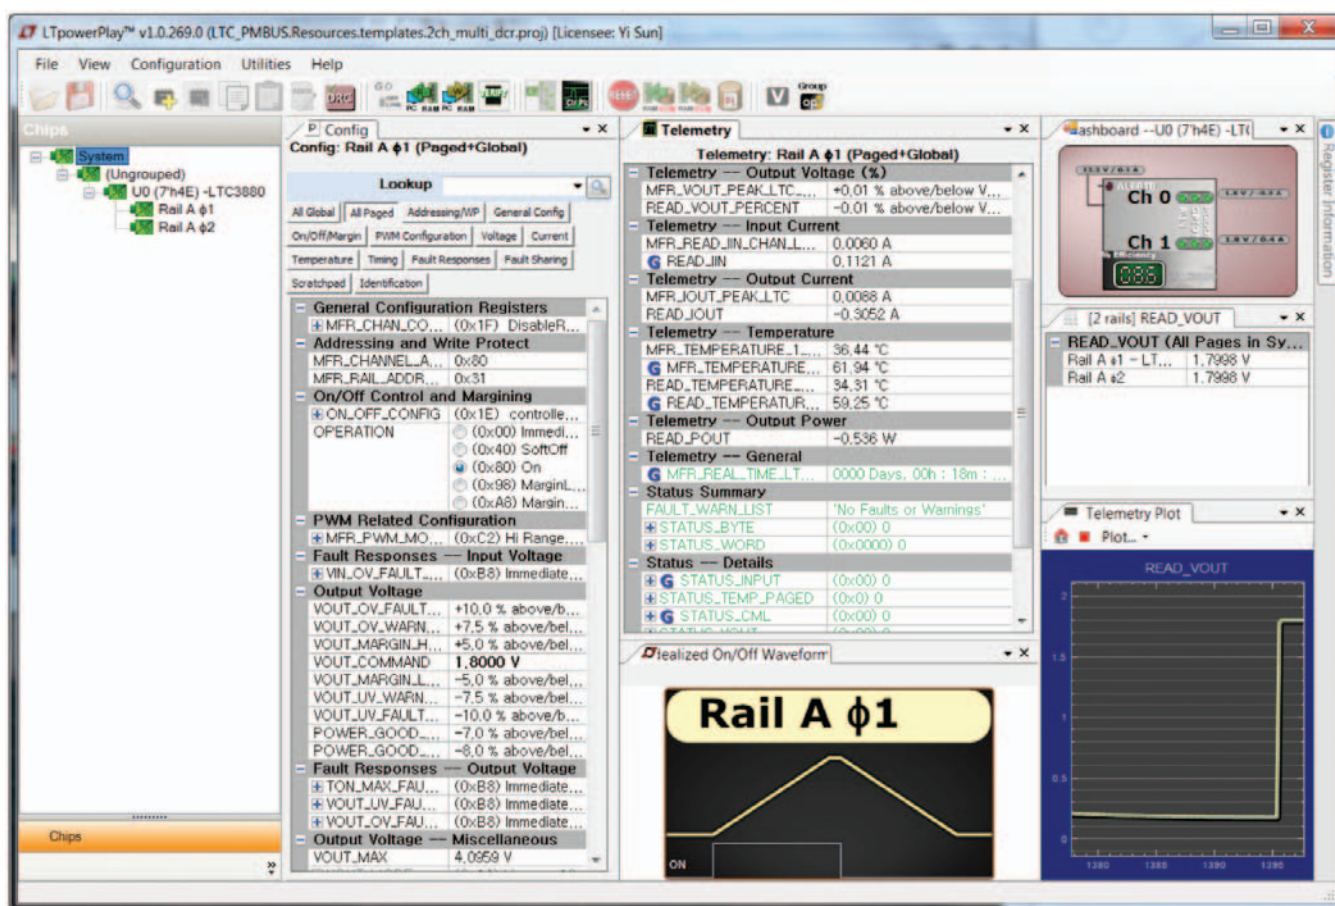 LTpowerPlay™ v1.0.269.0 (LTC_PMBUS.Resources.templates.2ch_multi_dcr.proj) [Licensee: Yi Sun]
File View Configuration Utilities Help
Group
Chips
System
(Ungrouped)
U0 (7'h4E) -LTC3880
Rail A ϕ1
Rail A ϕ2
Chips
Config
Config: Rail A ϕ1 (Paged+Global)
Lookup
All Global All Paged Addressing/WP General Config
On/Off/Margin PWM Configuration Voltage Current
Temperature Timing Fault Responses Fault Sharing
Scratchpad Identification
General Configuration Registers
MFR_CHAN_CO... (0x1F) DisableR...
Addressing and Write Protect
MFR_CHANNEL_A... 0x80
MFR_RAIL_ADDR... 0x31
On/Off Control and Margining
ON_OFF_CONFIG (0x1E) controlle...
OPERATION (0x00) Immedi...
(0x40) SoftOff
(0x80) On
(0x98) MarginL...
(0xA8) Margin...
PWM Related Configuration
MFR_PWM_MO... (0xC2) Hi Range...
Fault Responses -- Input Voltage
VIN_OV_FAULT_... (0xB8) Immediate...
Output Voltage
VOUT_OV_FAULT... +10.0 % above/b...
VOUT_OV_WARN... +7.5 % above/bel...
VOUT_MARGIN_H... +5.0 % above/bel...
VOUT_COMMAND 1.8000 V
VOUT_MARGIN_L... -5.0 % above/bel...
VOUT_UV_WARN... -7.5 % above/bel...
VOUT_UV_FAULT... -10.0 % above/b...
POWER_GOOD_... -7.0 % above/bel...
POWER_GOOD_... -8.0 % above/bel...
Fault Responses -- Output Voltage
TON_MAX_FAU... (0xB8) Immediate...
VOUT_UV_FAU... (0xB8) Immediate...
VOUT_OV_FAU... (0xB8) Immediate...
Output Voltage -- Miscellaneous
VOUT_MAX 4.0959 V
Telemetry
Telemetry: Rail A ϕ1 (Paged+Global)
Telemetry -- Output Voltage (%)
MFR_VOUT_PEAK_LTC_... +0.01 % above/below V...
READ_VOUT_PERCENT -0.01 % above/below V...
Telemetry -- Input Current
MFR_READ_IIN_CHAN_L... 0.0060 A
G READ_IIN 0.1121 A
Telemetry -- Output Current
MFR_IOUT_PEAK_LTC 0.0088 A
READ_IOUT -0.3052 A
Telemetry -- Temperature
MFR_TEMPERATURE_1_... 36.44 °C
G MFR_TEMPERATURE... 61.94 °C
READ_TEMPERATURE_... 34.31 °C
G READ_TEMPERATUR... 59.25 °C
Telemetry -- Output Power
READ_POUT -0.536 W
Telemetry -- General
G MFR_REAL_TIME_LT... 0000 Days, 00h : 18m : ...
Status Summary
FAULT_WARN_LIST "No Faults or Warnings"
STATUS_BYTE (0x00) 0
STATUS_WORD (0x0000) 0
Status -- Details
G STATUS_INPUT (0x00) 0
STATUS_TEMP_PAGED (0x0) 0
G STATUS_CML (0x00) 0
STATUS_VOUT (0x00) 0
Idealized On/Off Waveform
Rail A ϕ1
ON
ashboard --U0 (7'h4E) -LTC
Ch 0
Ch 1
Efficiency
[2 rails] READ_VOUT
READ_VOUT (All Pages in Sy...
Rail A ϕ1 - LT... 1.7998 V
Rail A ϕ2 1.7998 V
Telemetry Plot
Plot...
READ_VOUT
2
1.5
1
0.5
0
1380 1385 1390 1395
Register Information